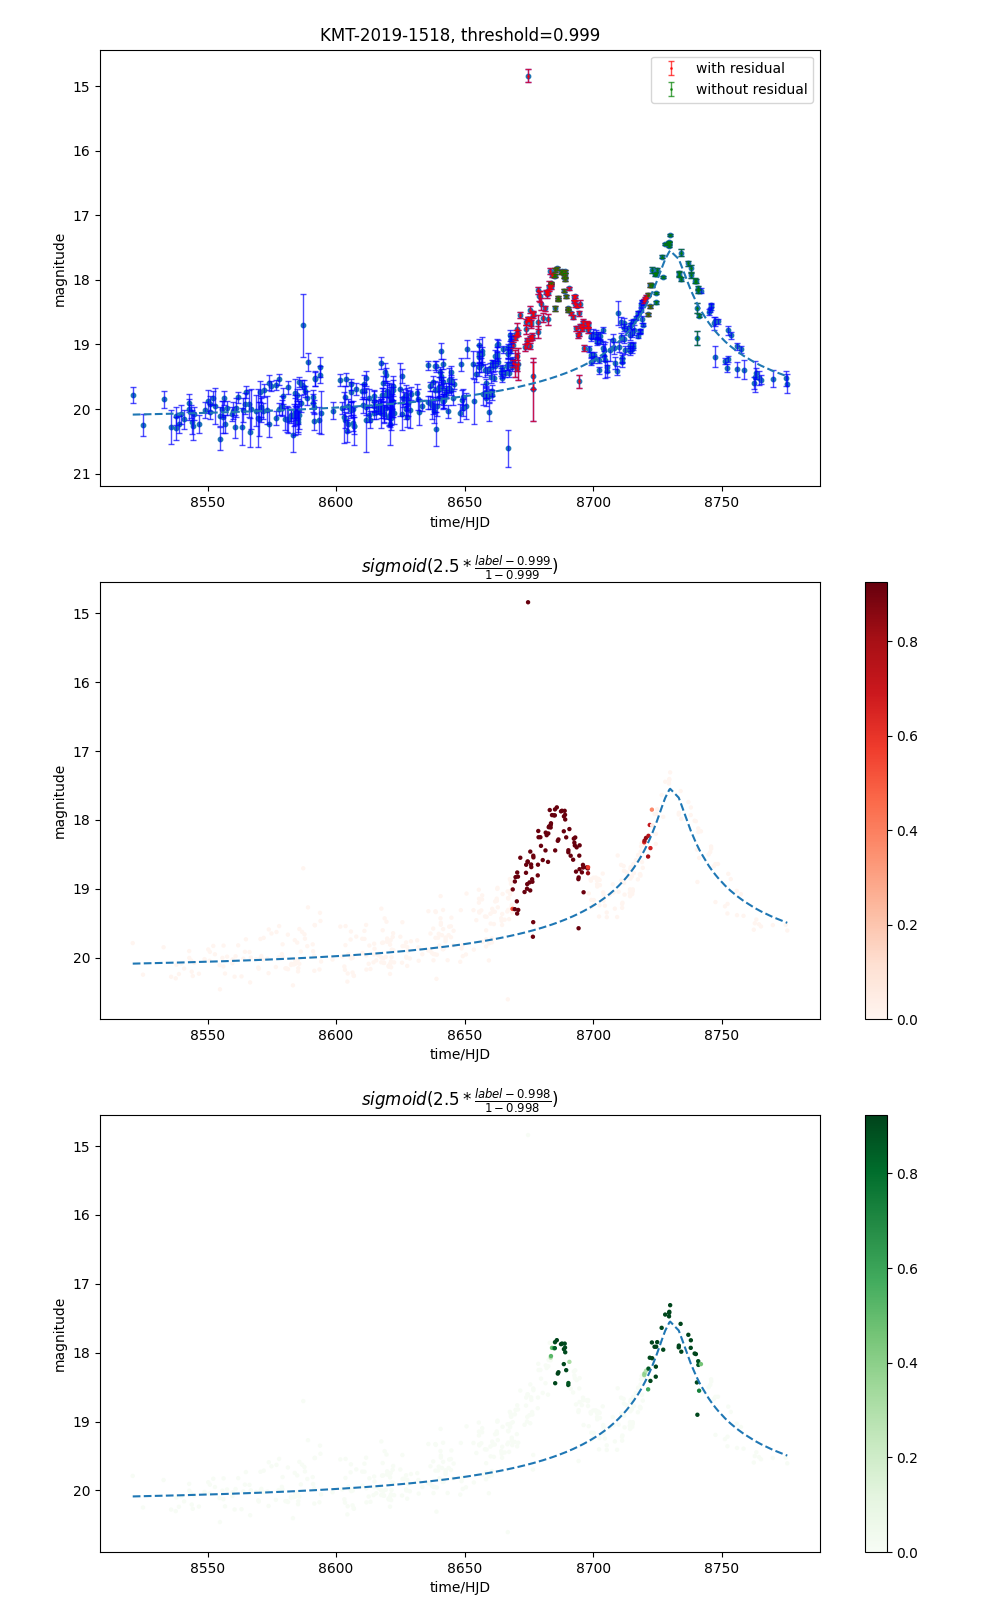 KMT-2019-1518, threshold=0.999
with residual
without residual
15
16
17
18
19
20
21
magnitude
8550 8600 8650 8700 8750
time/HJD
sigmoid(2.5 * \frac{label − 0.999}{1 − 0.999})
15
16
17
18
19
20
magnitude
8550 8600 8650 8700 8750
time/HJD
0.8
0.6
0.4
0.2
0.0
sigmoid(2.5 * \frac{label − 0.998}{1 − 0.998})
15
16
17
18
19
20
magnitude
8550 8600 8650 8700 8750
time/HJD
0.8
0.6
0.4
0.2
0.0